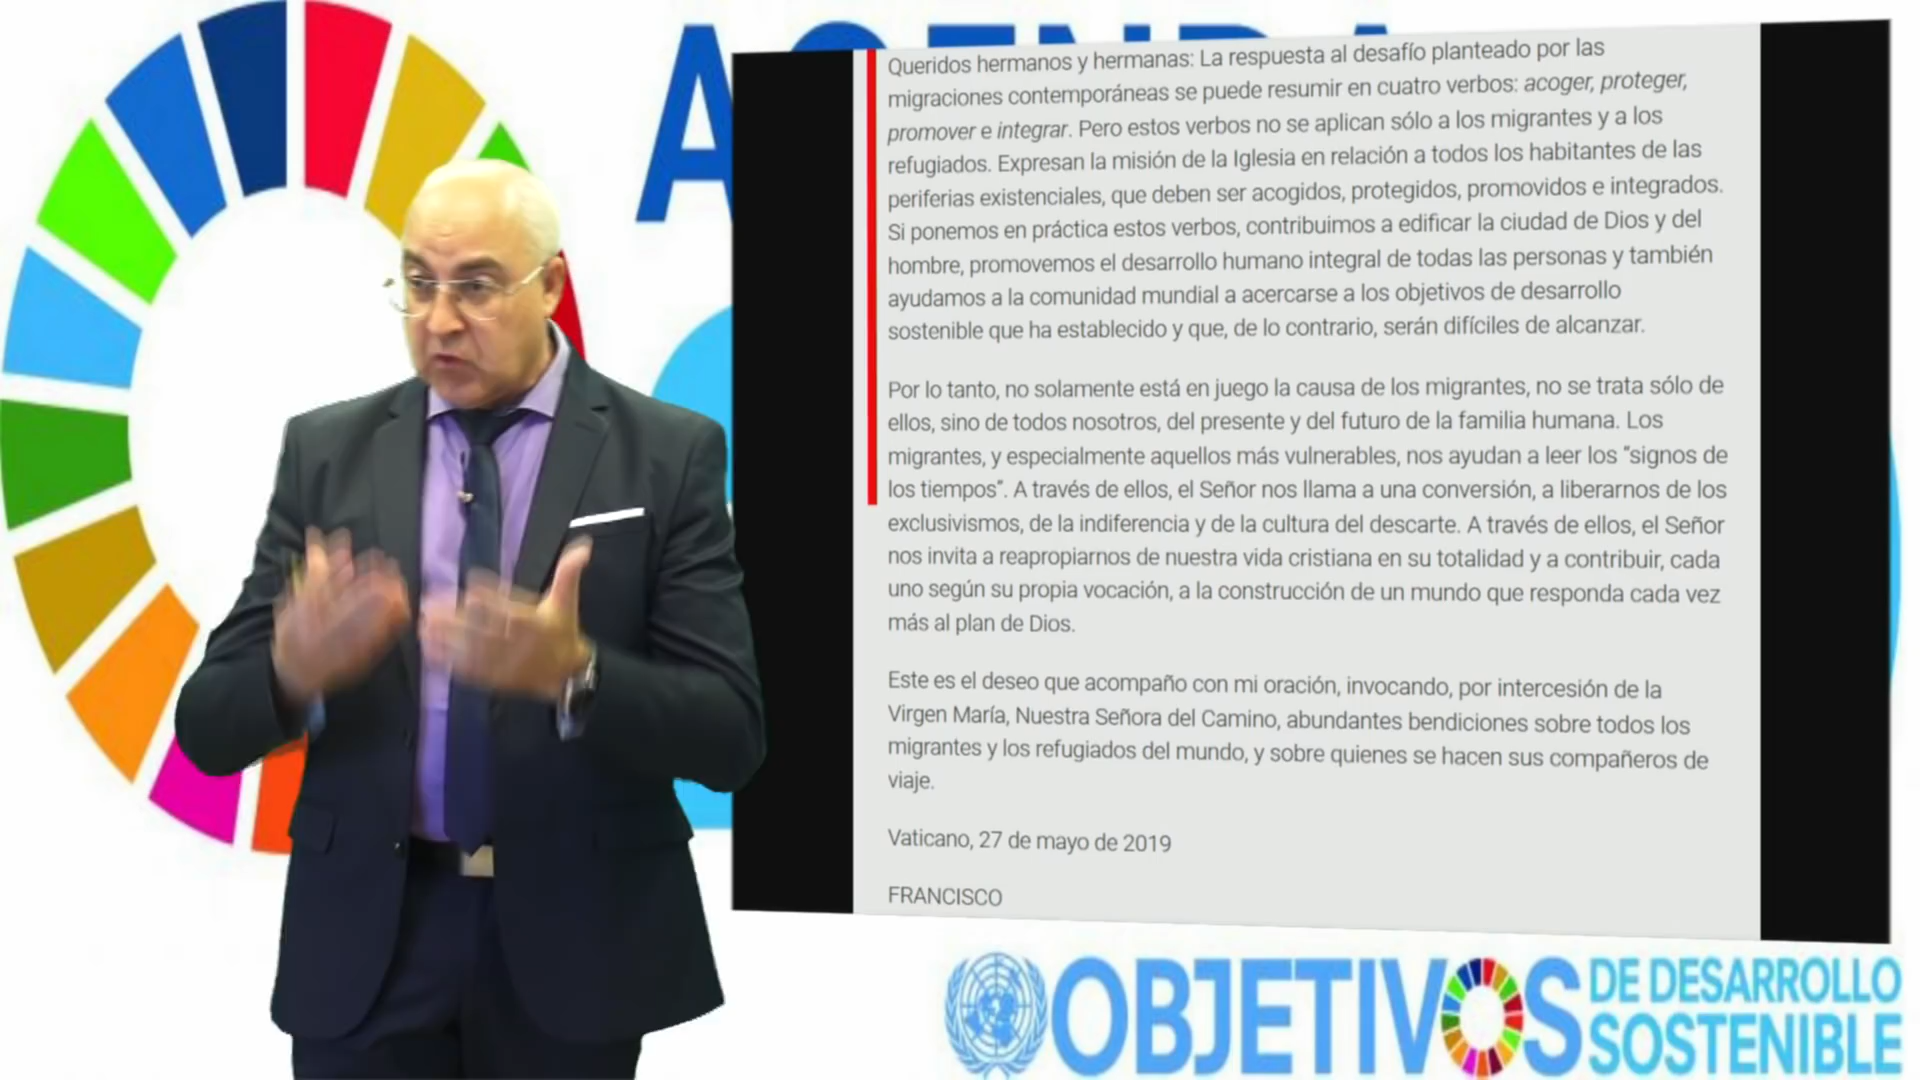 Queridos hermanos y hermanas: La respuesta al desafío planteado por las
migraciones contemporáneas se puede resumir en cuatro verbos: acoger, proteger,
promover e integrar. Pero estos verbos no se aplican sólo a los migrantes y a los
refugiados. Expresan la misión de la Iglesia en relación a todos los habitantes de las
periferias existenciales, que deben ser acogidos, protegidos, promovidos e integrados.
Si ponemos en práctica estos verbos, contribuimos a edificar la ciudad de Dios y del
hombre, promovemos el desarrollo humano integral de todas las personas y también
ayudamos a la comunidad mundial a acercarse a los objetivos de desarrollo
sostenible que ha establecido y que, de lo contrario, serán difíciles de alcanzar.
Por lo tanto, no solamente está en juego la causa de los migrantes, no se trata sólo de
ellos, sino de todos nosotros, del presente y del futuro de la familia humana. Los
migrantes, y especialmente aquellos más vulnerables, nos ayudan a leer los "signos de
los tiempos". A través de ellos, el Señor nos llama a una conversión, a liberarnos de los
exclusivismos, de la indiferencia y de la cultura del descarte. A través de ellos, el Señor
nos invita a reapropiarnos de nuestra vida cristiana en su totalidad y a contribuir, cada
uno según su propia vocación, a la construcción de un mundo que responda cada vez
más al plan de Dios.
Este es el deseo que acompaño con mi oración, invocando, por intercesión de la
Virgen María, Nuestra Señora del Camino, abundantes bendiciones sobre todos los
migrantes y los refugiados del mundo, y sobre quienes se hacen sus compañeros de
viaje.
Vaticano, 27 de mayo de 2019
FRANCISCO
OBJETIVOS
DE DESARROLLO
SOSTENIBLE